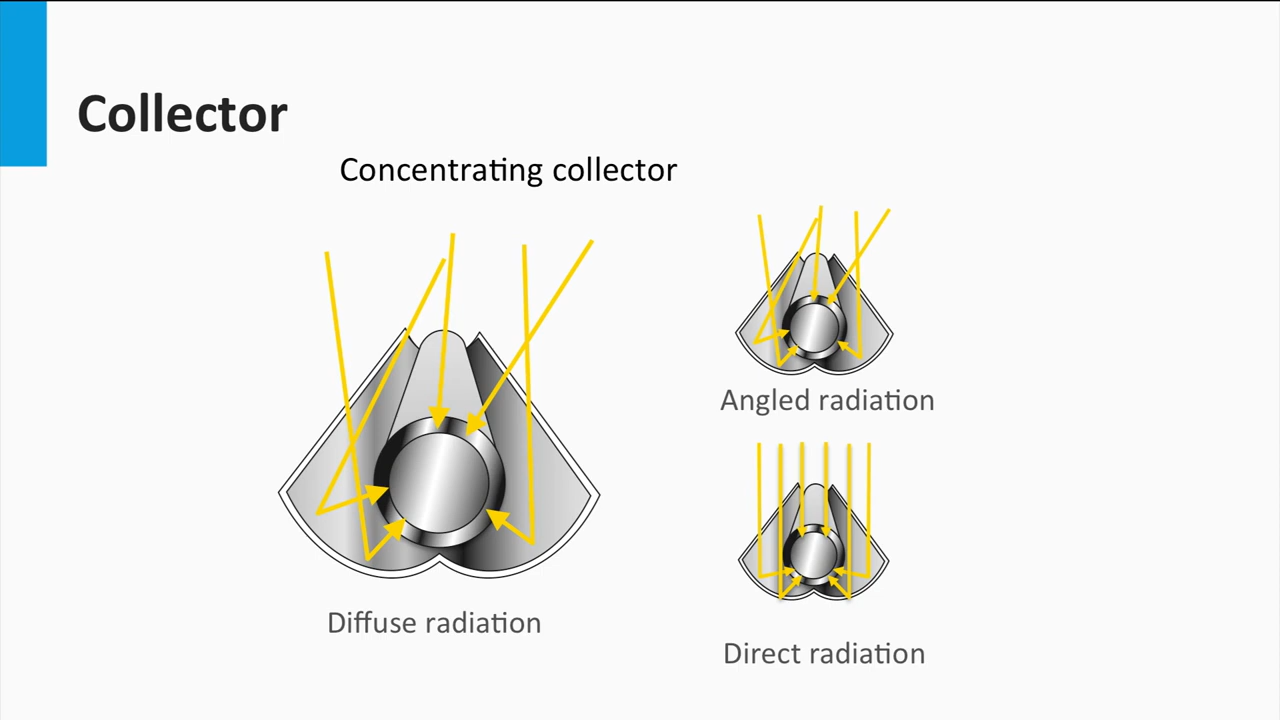 Collector
Concentrating collector
Angled radiation
Diffuse radiation
Direct radiation